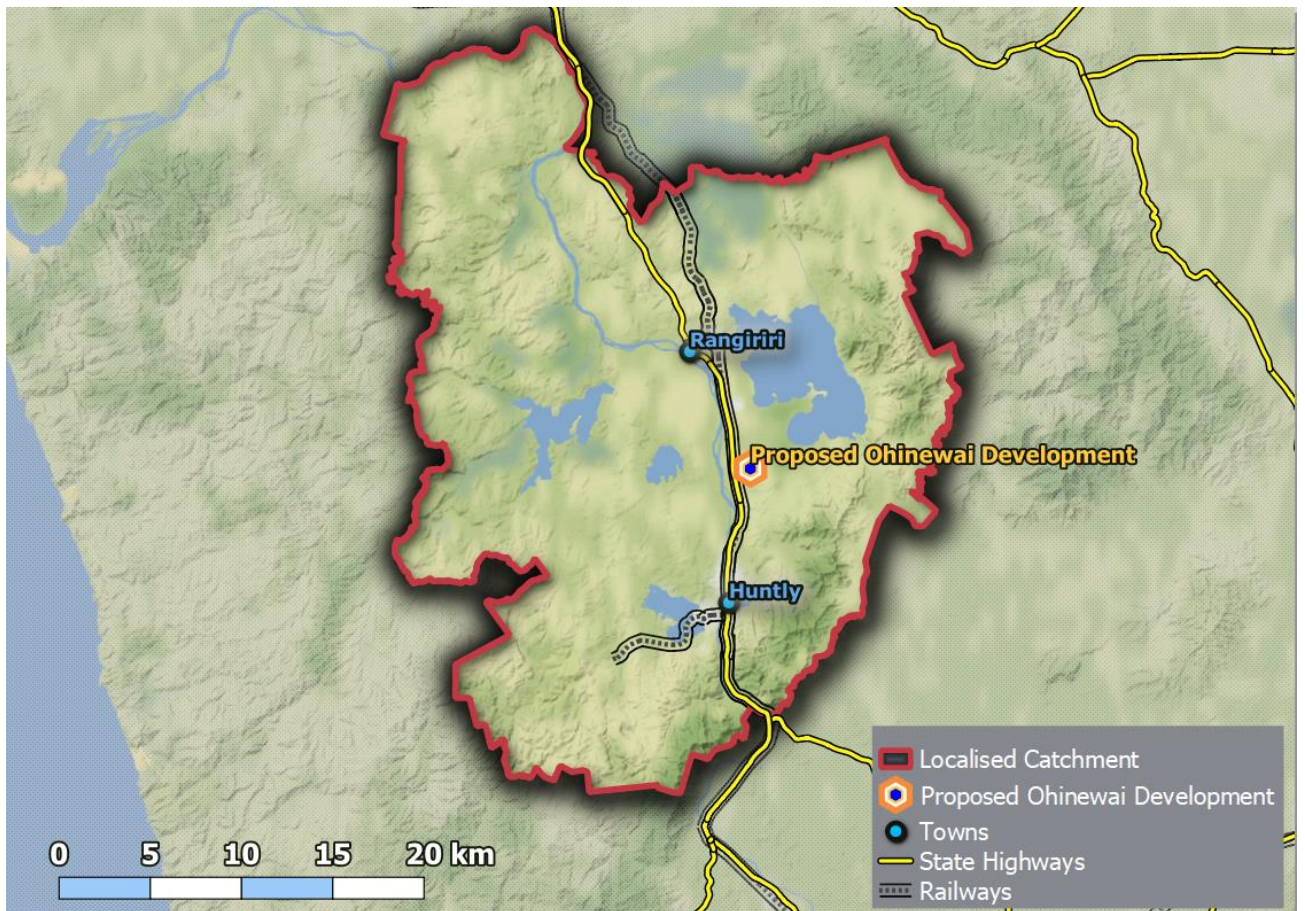 Rangiriri
Proposed Ohinewai Development
Huntly
Localised Catchment
Proposed Ohinewai Development
Towns
State Highways
Railways
0 5 10 15 20 km